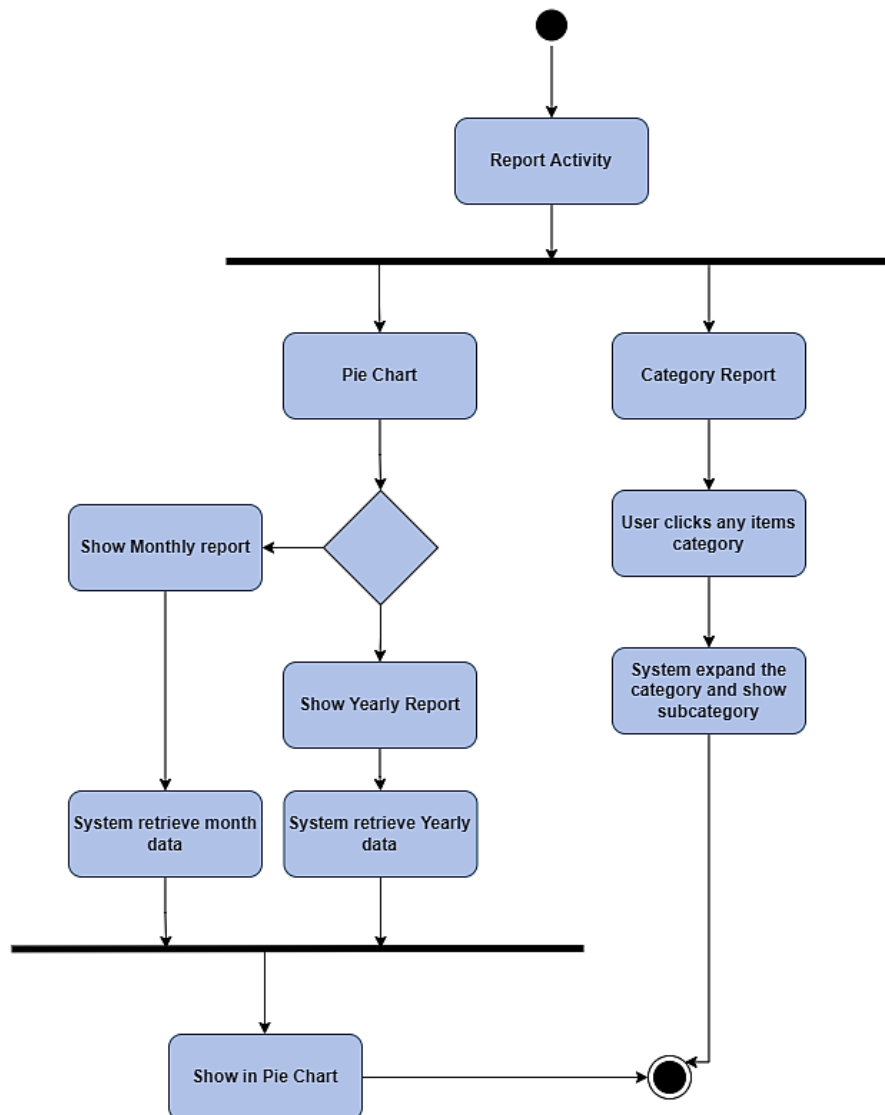 Report Activity
Pie Chart
Category Report
Show Monthly report
User clicks any items
category
Show Yearly Report
System expand the
category and show
subcategory
System retrieve month
data
System retrieve Yearly
data
Show in Pie Chart